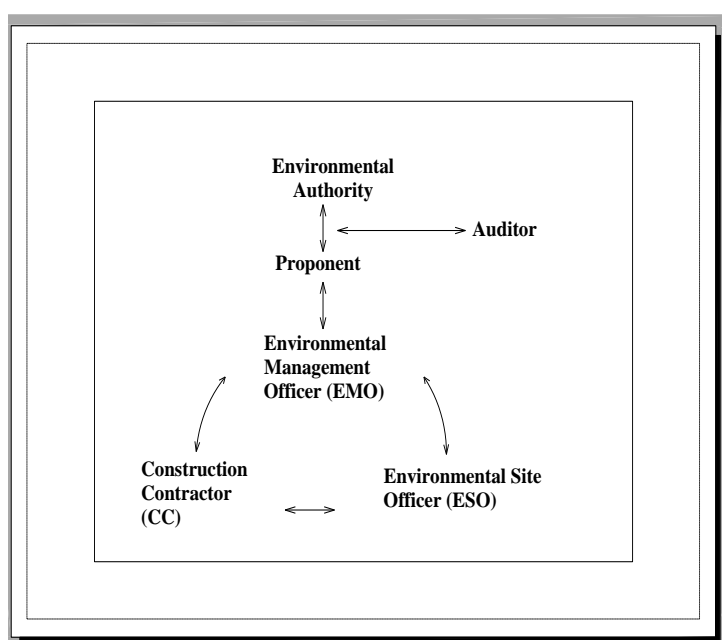 Environmental
Authority
Auditor
Proponent
Environmental
Management
Officer (EMO)
Construction
Contractor
(CC)
Environmental Site
Officer (ESO)